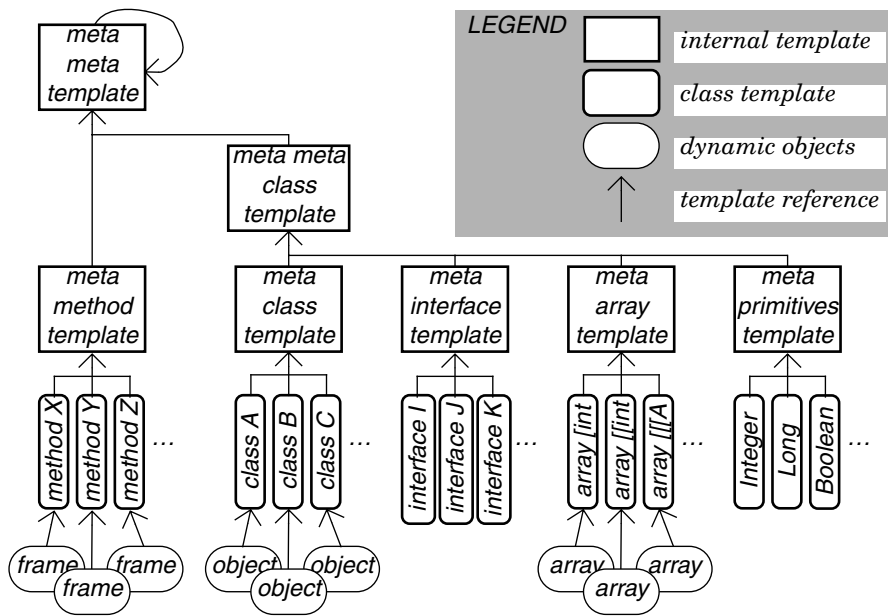 meta
meta
template
LEGEND
internal template
class template
dynamic objects
template reference
meta meta
class
template
meta
method
template
meta
class
template
meta
interface
template
meta
array
template
meta
primitives
template
method X
method Y
method Z
...
class A
class B
class C
...
interface I
interface J
interface K
...
array [int
array [[int
array [[[A
...
Integer
Long
Boolean
...
frame
frame
frame
object
object
object
array
array
array